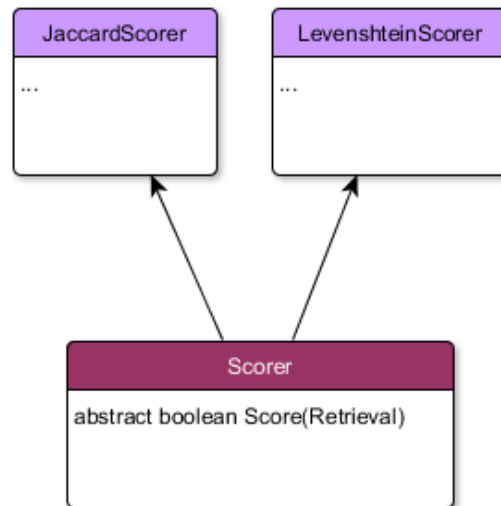 JaccardScorer
...
LevenshteinScorer
...
Scorer
abstract boolean Score(Retrieval)